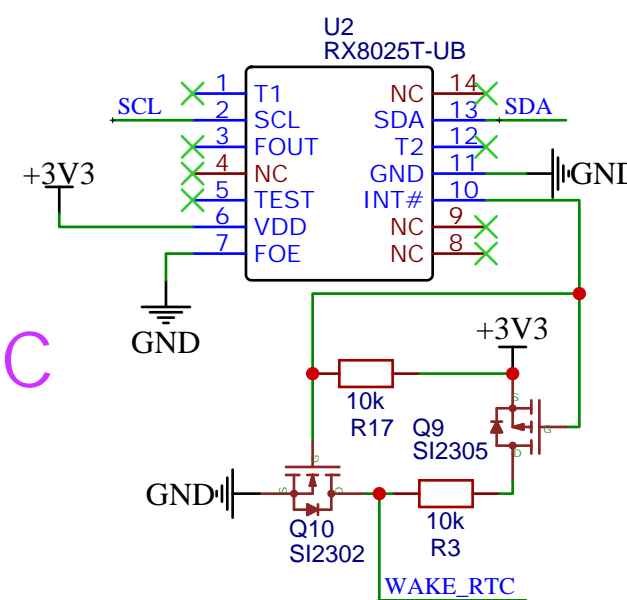 U2
RX8025T-UB
1 T1 NC 14
SCL 2 SCL SDA 13 SDA
3 FOUT T2 12
4 NC GND 11 GND
+3V3 5 TEST INT# 10
6 VDD NC 9
7 FOE NC 8
GND
C
+3V3
10k
R17
Q9
SI2305
S
G
D
GND
S
G
D
Q10
SI2302
10k
R3
WAKE_RTC